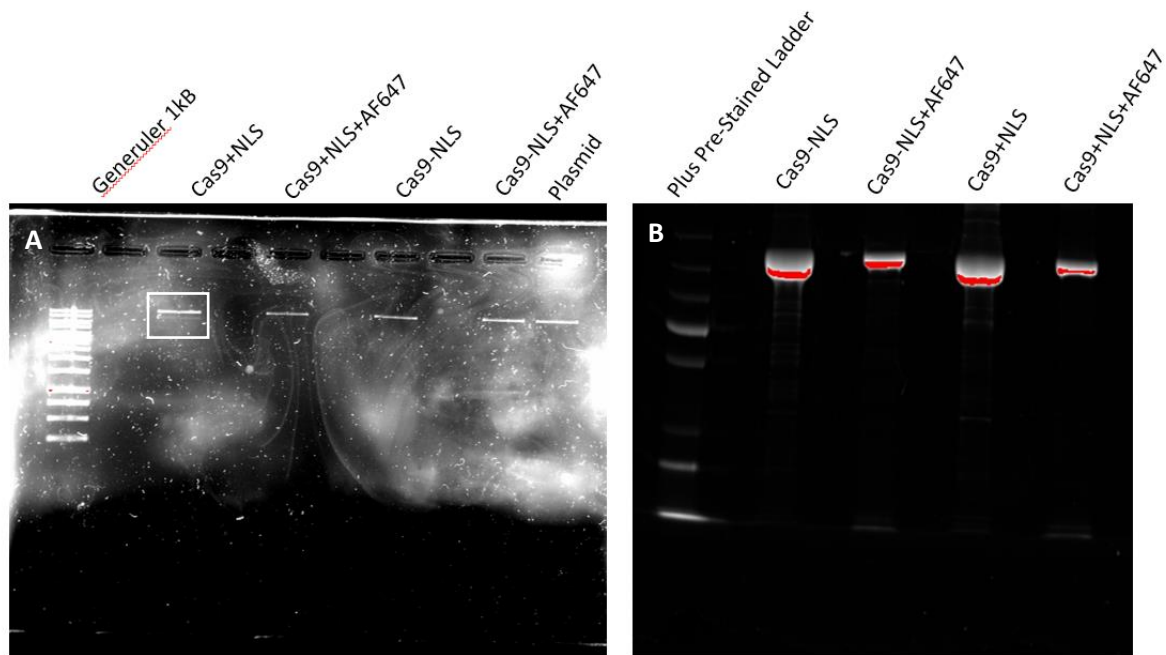 Generuler 1kB
Cas9+NLS
Cas9+NLS+AF647
Cas9-NLS
Cas9-NLS+AF647
Plasmid
Plus Pre-Stained Ladder
Cas9-NLS
Cas9-NLS+AF647
Cas9+NLS
Cas9+NLS+AF647
A
B